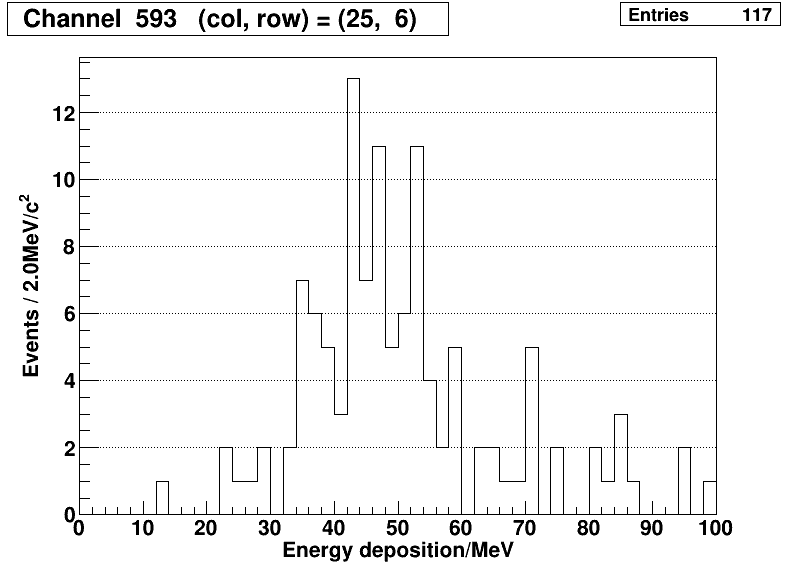 Channel 593 (col, row) = (25, 6)
Entries 117
Events / 2.0MeV/c²
12
10
8
6
4
2
0
0 10 20 30 40 50 60 70 80 90 100
Energy deposition/MeV